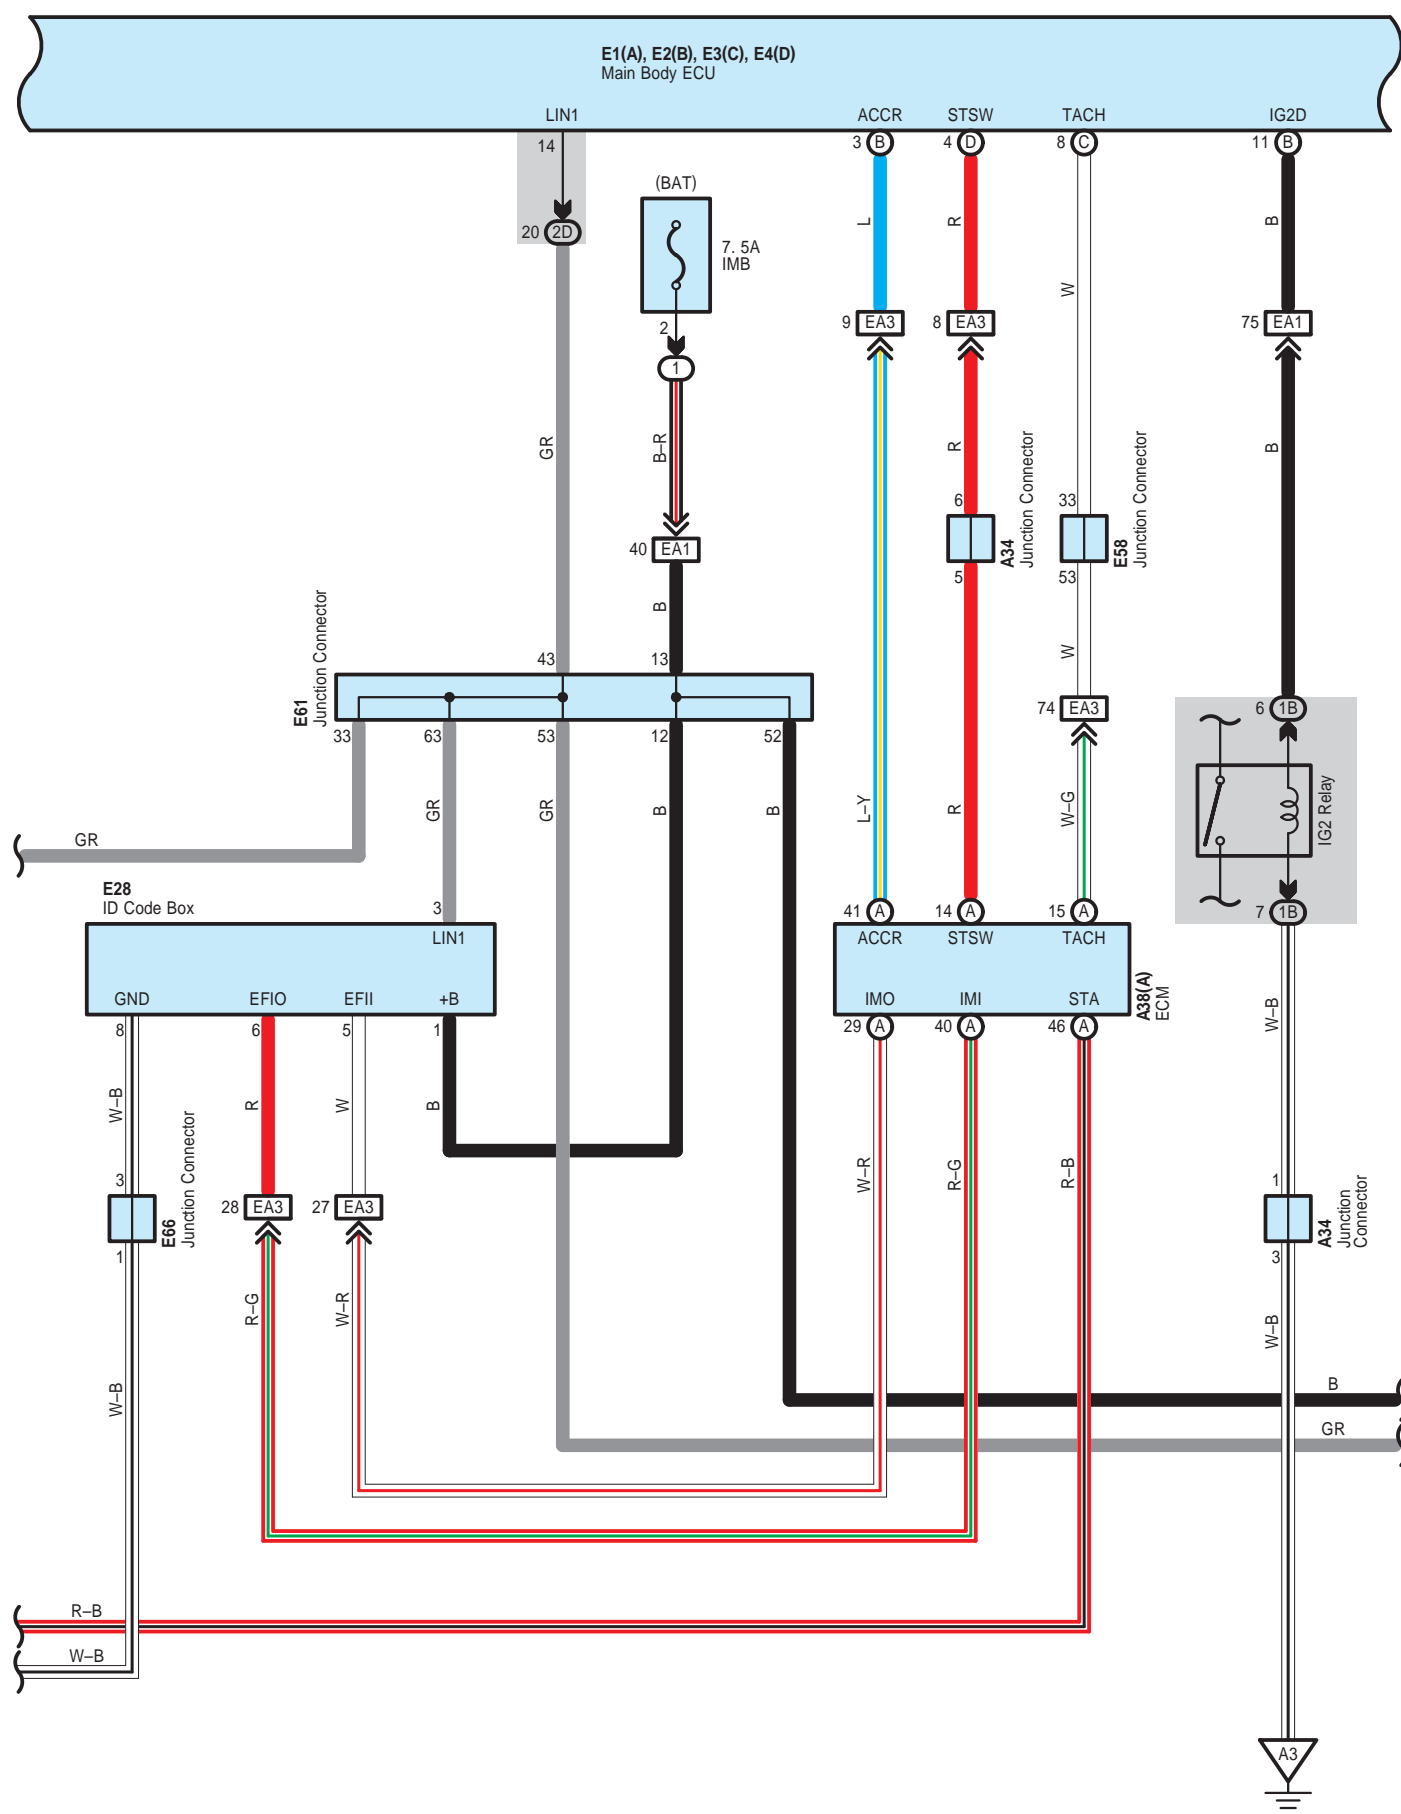 E1(A), E2(B), E3(C), E4(D)
Main Body ECU
LIN1 ACCR STSW TACH IG2D
14 3 B 4 D 8 C 11 B
(BAT)
20 2D L R B
7. 5A
IMB
W
2 9 EA3 8 EA3 75 EA1
1
GR B–R R B
6 33
A34
Junction Connector
E58
Junction Connector
40 EA1
5 53
B
E61
Junction Connector
43 13 W
74 EA3 6 1B
33 63 53 12 52
GR GR B B L–Y R W–G
IG2 Relay
GR
E28
ID Code Box
3 41 A 14 A 15 A 7 1B
LIN1 ACCR STSW TACH
GND EFIO EFII +B IMO IMI STA
A38(A)
ECM
8 6 5 1 29 A 40 A 46 A
W–B
W–B R W B
W–R R–G R–B
3 1
28 EA3 27 EA3
E66
Junction Connector
A34
Junction
Connector
1 3
R–G W–R W–B
W–B
B
GR
R–B
W–B
A3